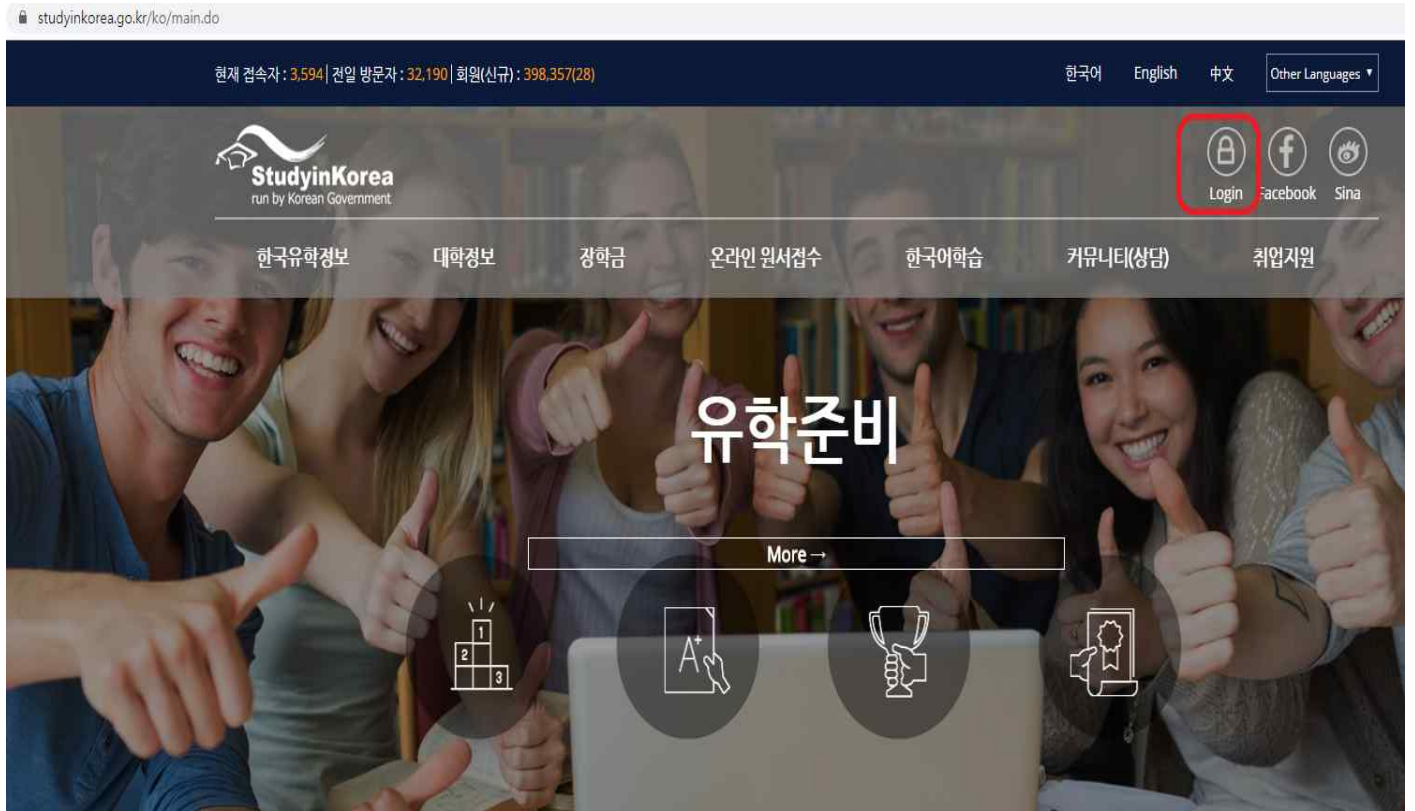 studyinkorea.go.kr/ko/main.do
현재 접속자 : 3,594 | 전일 방문자 : 32,190 | 회원(신규) : 398,357(28)
한국어 English 中文 Other Languages ▼
StudyinKorea
run by Korean Government
Login Facebook Sina
한국유학정보 대학정보 장학금 온라인 원서접수 한국어학습 커뮤니티(상담) 취업지원
유학준비
More →
1
2
3
A+